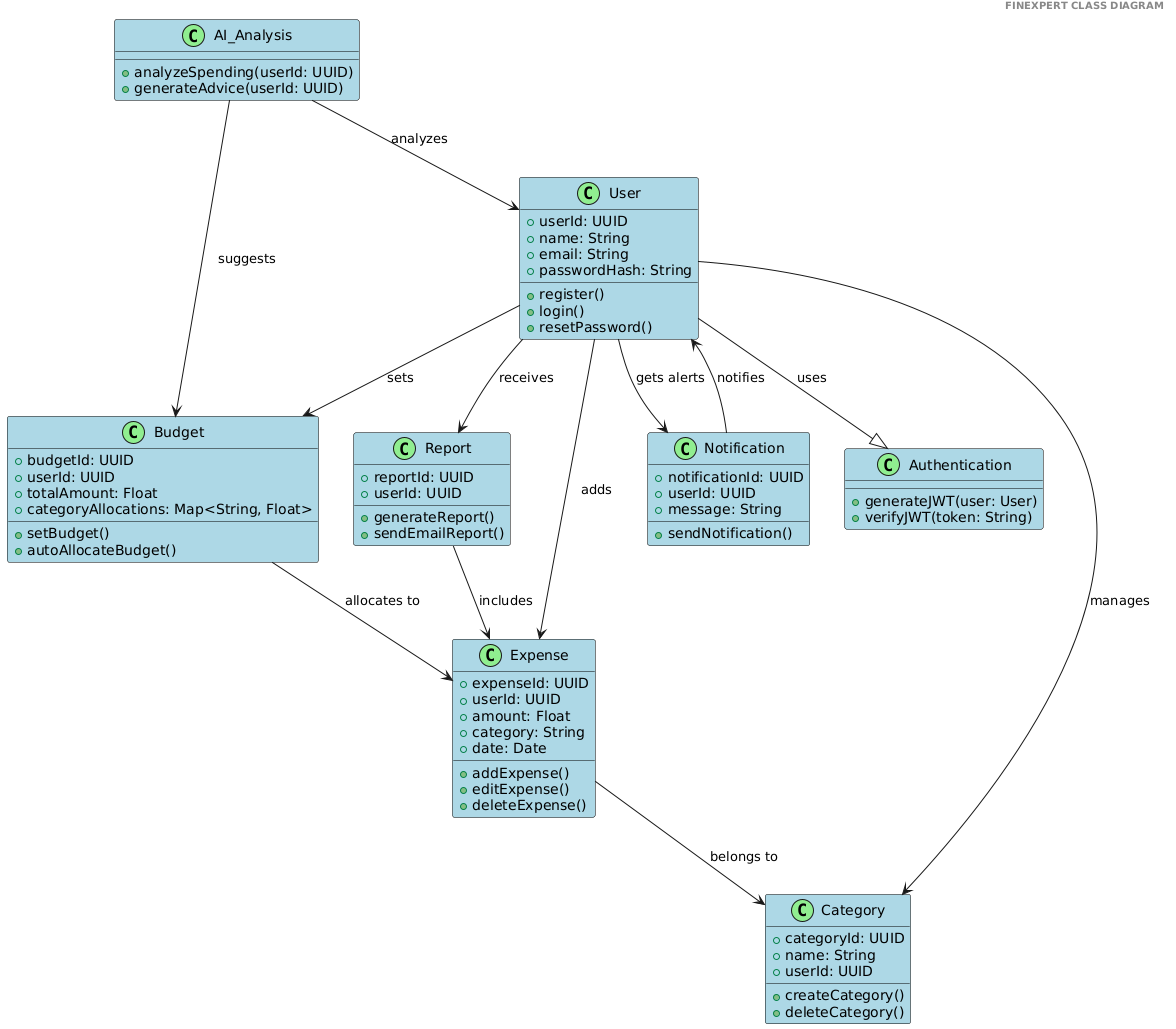 FINEXPERT CLASS DIAGRAM
C AI_Analysis
analyzeSpending(userId: UUID)
generateAdvice(userId: UUID)
analyzes
suggests
C User
userId: UUID
name: String
email: String
passwordHash: String
register()
login()
resetPassword()
sets
receives
gets alerts
notifies
uses
C Budget
budgetId: UUID
userId: UUID
totalAmount: Float
categoryAllocations: Map<String, Float>
setBudget()
autoAllocateBudget()
C Report
reportId: UUID
userId: UUID
generateReport()
sendEmailReport()
adds
C Notification
notificationId: UUID
userId: UUID
message: String
sendNotification()
C Authentication
generateJWT(user: User)
verifyJWT(token: String)
allocates to
includes
manages
C Expense
expenseId: UUID
userId: UUID
amount: Float
category: String
date: Date
addExpense()
editExpense()
deleteExpense()
belongs to
C Category
categoryId: UUID
name: String
userId: UUID
createCategory()
deleteCategory()